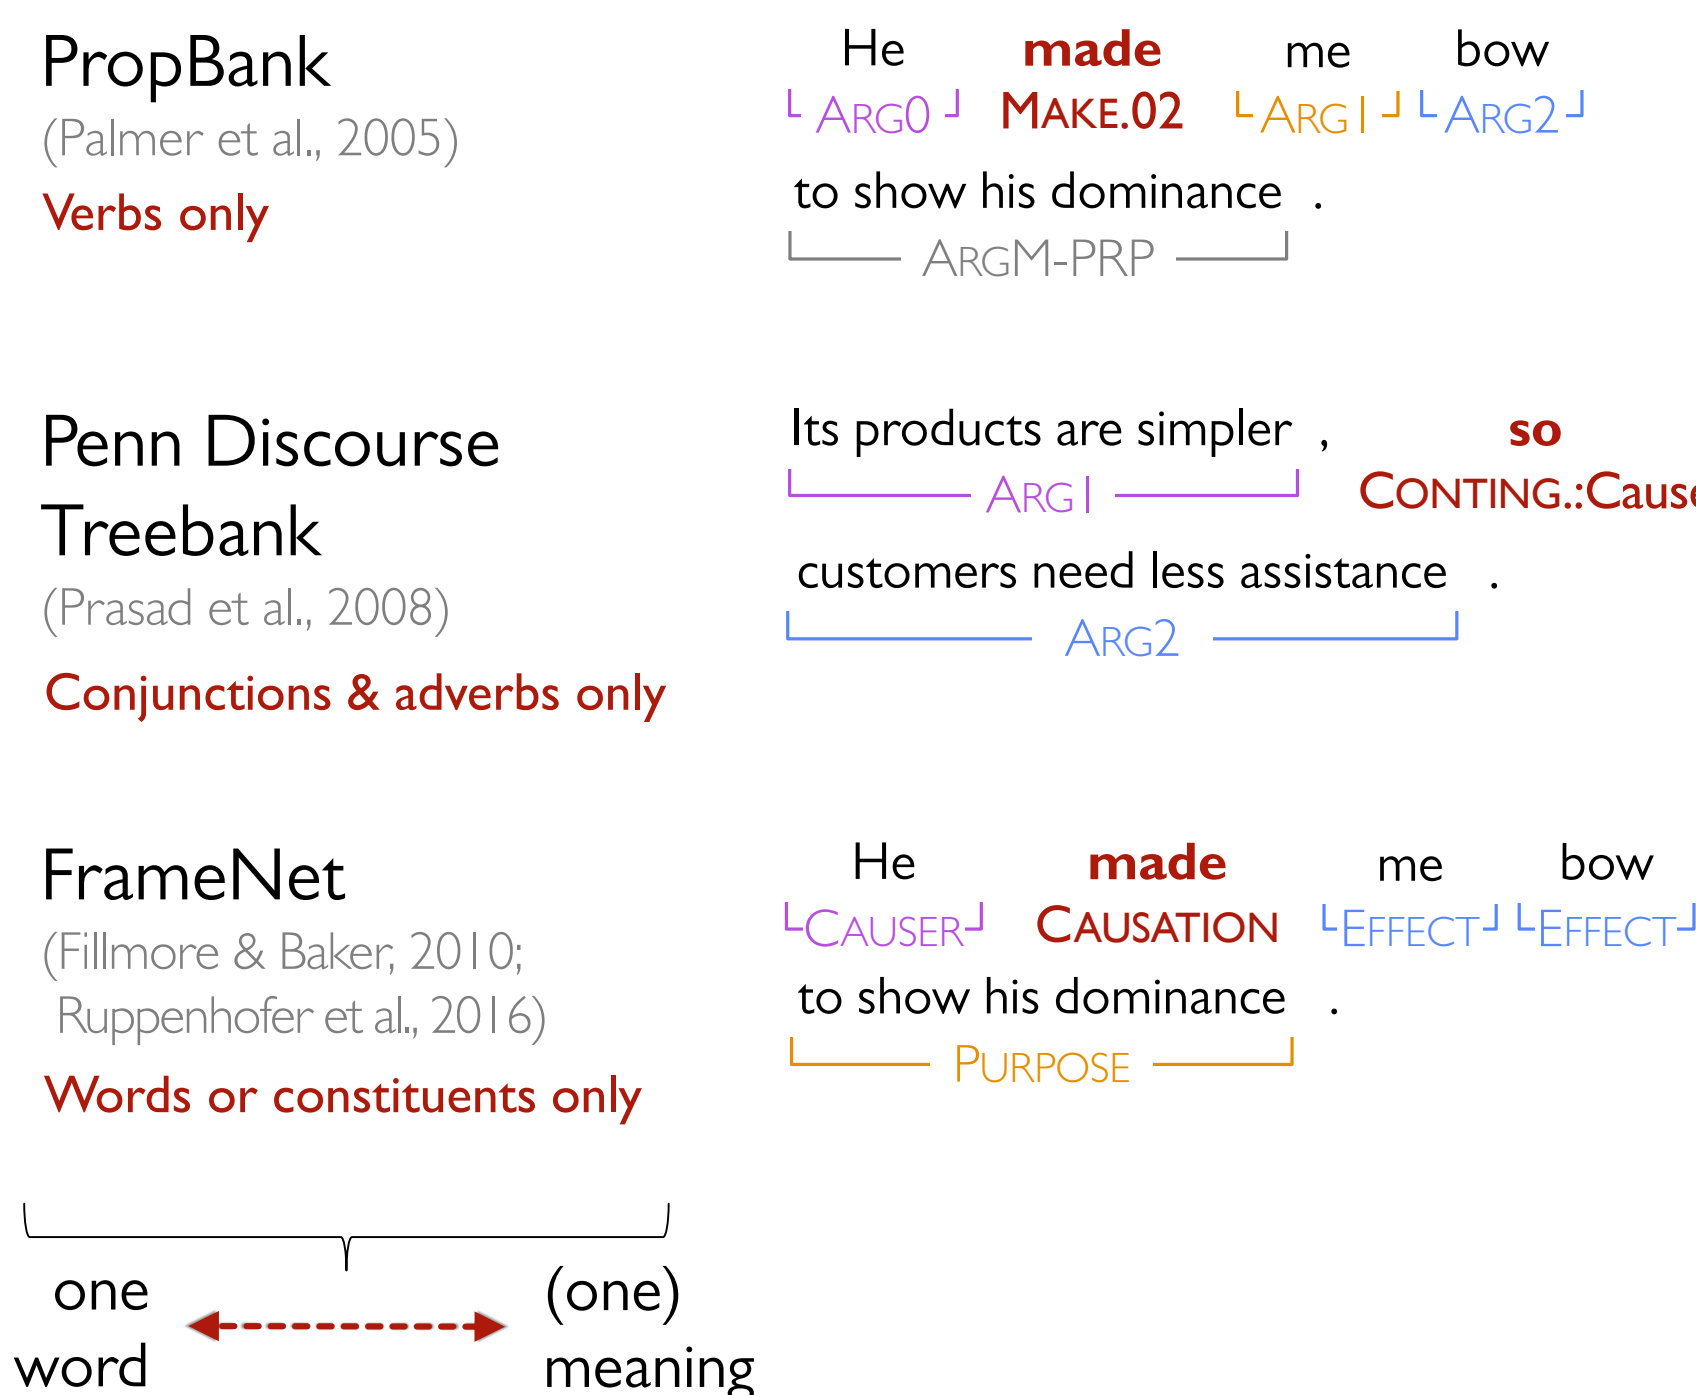 PropBank
(Palmer et al., 2005)
Verbs only
He made me bow
ARG0 MAKE.02 ARG1 ARG2
to show his dominance .
ARGM-PRP
Penn Discourse
Treebank
(Prasad et al., 2008)
Conjunctions & adverbs only
Its products are simpler , so
ARG1 CONTING.::Cause
customers need less assistance .
ARG2
FrameNet
(Fillmore & Baker, 2010;
Ruppenhofer et al., 2016)
Words or constituents only
He made me bow
CAUSER CAUSATION EFFECT EFFECT
to show his dominance .
PURPOSE
one (one)
word meaning